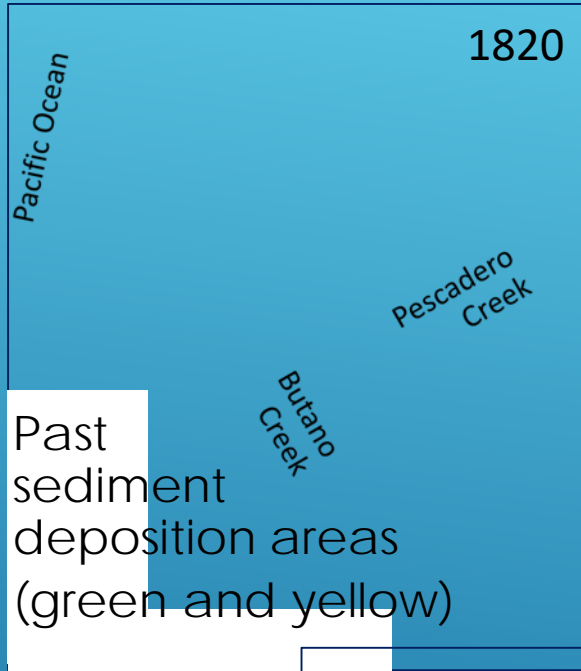 1820
Pacific Ocean
Pescadero
Creek
Butano
Creek
Past
sediment
deposition areas
(green and yellow)